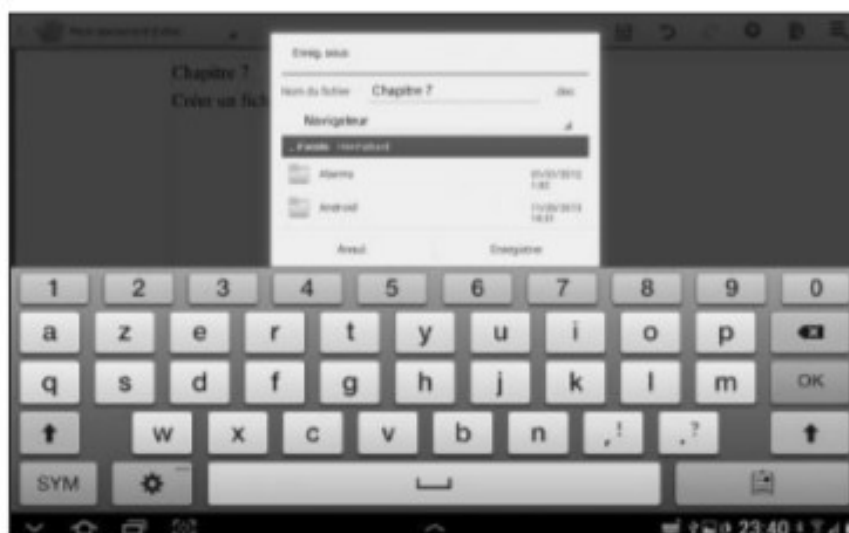 Chapitre 7
Créer un fich
Enreg. sous
Nom du fichier Chapitre 7 .doc
Navigateur
Alarms
Android
Annul. Enregistrer
1 2 3 4 5 6 7 8 9 0
a z e r t y u i o p
q s d f g h j k l m OK
w x c v b n , ! . ?
SYM
23:40